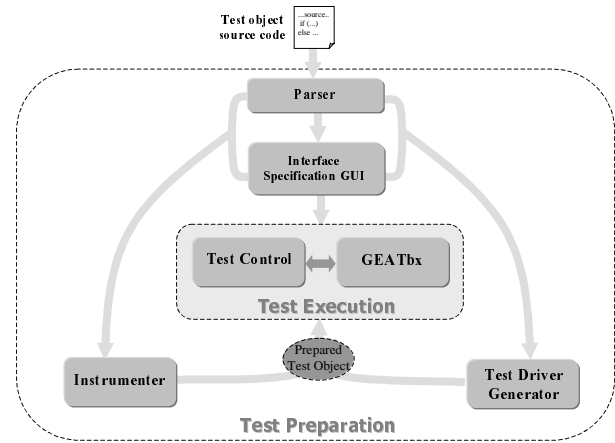 Test object
source code
...source..
if (...)
else ...
Parser
Interface
Specification GUI
Test Control
GEATbx
Test Execution
Prepared
Test Object
Instrumenter
Test Driver
Generator
Test Preparation